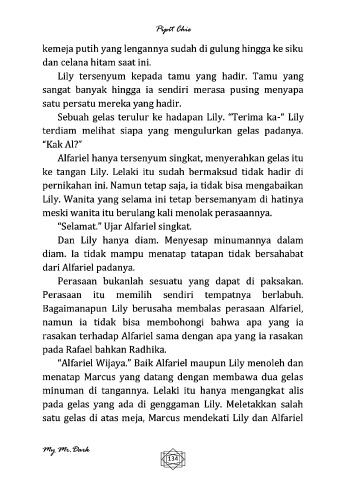 Pipit Chie
kemeja putih yang lengannya sudah di gulung hingga ke siku
dan celana hitam saat ini.
Lily tersenyum kepada tamu yang hadir. Tamu yang
sangat banyak hingga ia sendiri merasa pusing menyapa
satu persatu mereka yang hadir.
Sebuah gelas terulur ke hadapan Lily. "Terima ka-" Lily
terdiam melihat siapa yang mengulurkan gelas padanya.
"Kak Al?"
Alfariel hanya tersenyum singkat, menyerahkan gelas itu
ke tangan Lily. Lelaki itu sudah bermaksud tidak hadir di
pernikahan ini. Namun tetap saja, ia tidak bisa mengabaikan
Lily. Wanita yang selama ini tetap bersemanyam di hatinya
meski wanita itu berulang kali menolak perasaannya.
"Selamat." Ujar Alfariel singkat.
Dan Lily hanya diam. Menyesap minumannya dalam
diam. Ia tidak mampu menatap tatapan tidak bersahabat
dari Alfariel padanya.
Perasaan bukanlah sesuatu yang dapat di paksakan.
Perasaan itu memilih sendiri tempatnya berlabuh.
Bagaimanapun Lily berusaha membalas perasaan Alfariel,
namun ia tidak bisa membohongi bahwa apa yang ia
rasakan terhadap Alfariel sama dengan apa yang ia rasakan
pada Rafael bahkan Radhika.
"Alfariel Wijaya." Baik Alfariel maupun Lily menoleh dan
menatap Marcus yang datang dengan membawa dua gelas
minuman di tangannya. Lelaki itu hanya mengangkat alis
pada gelas yang ada di genggaman Lily. Meletakkan salah
satu gelas di atas meja, Marcus mendekati Lily dan Alfariel
My Mr. Dark
134